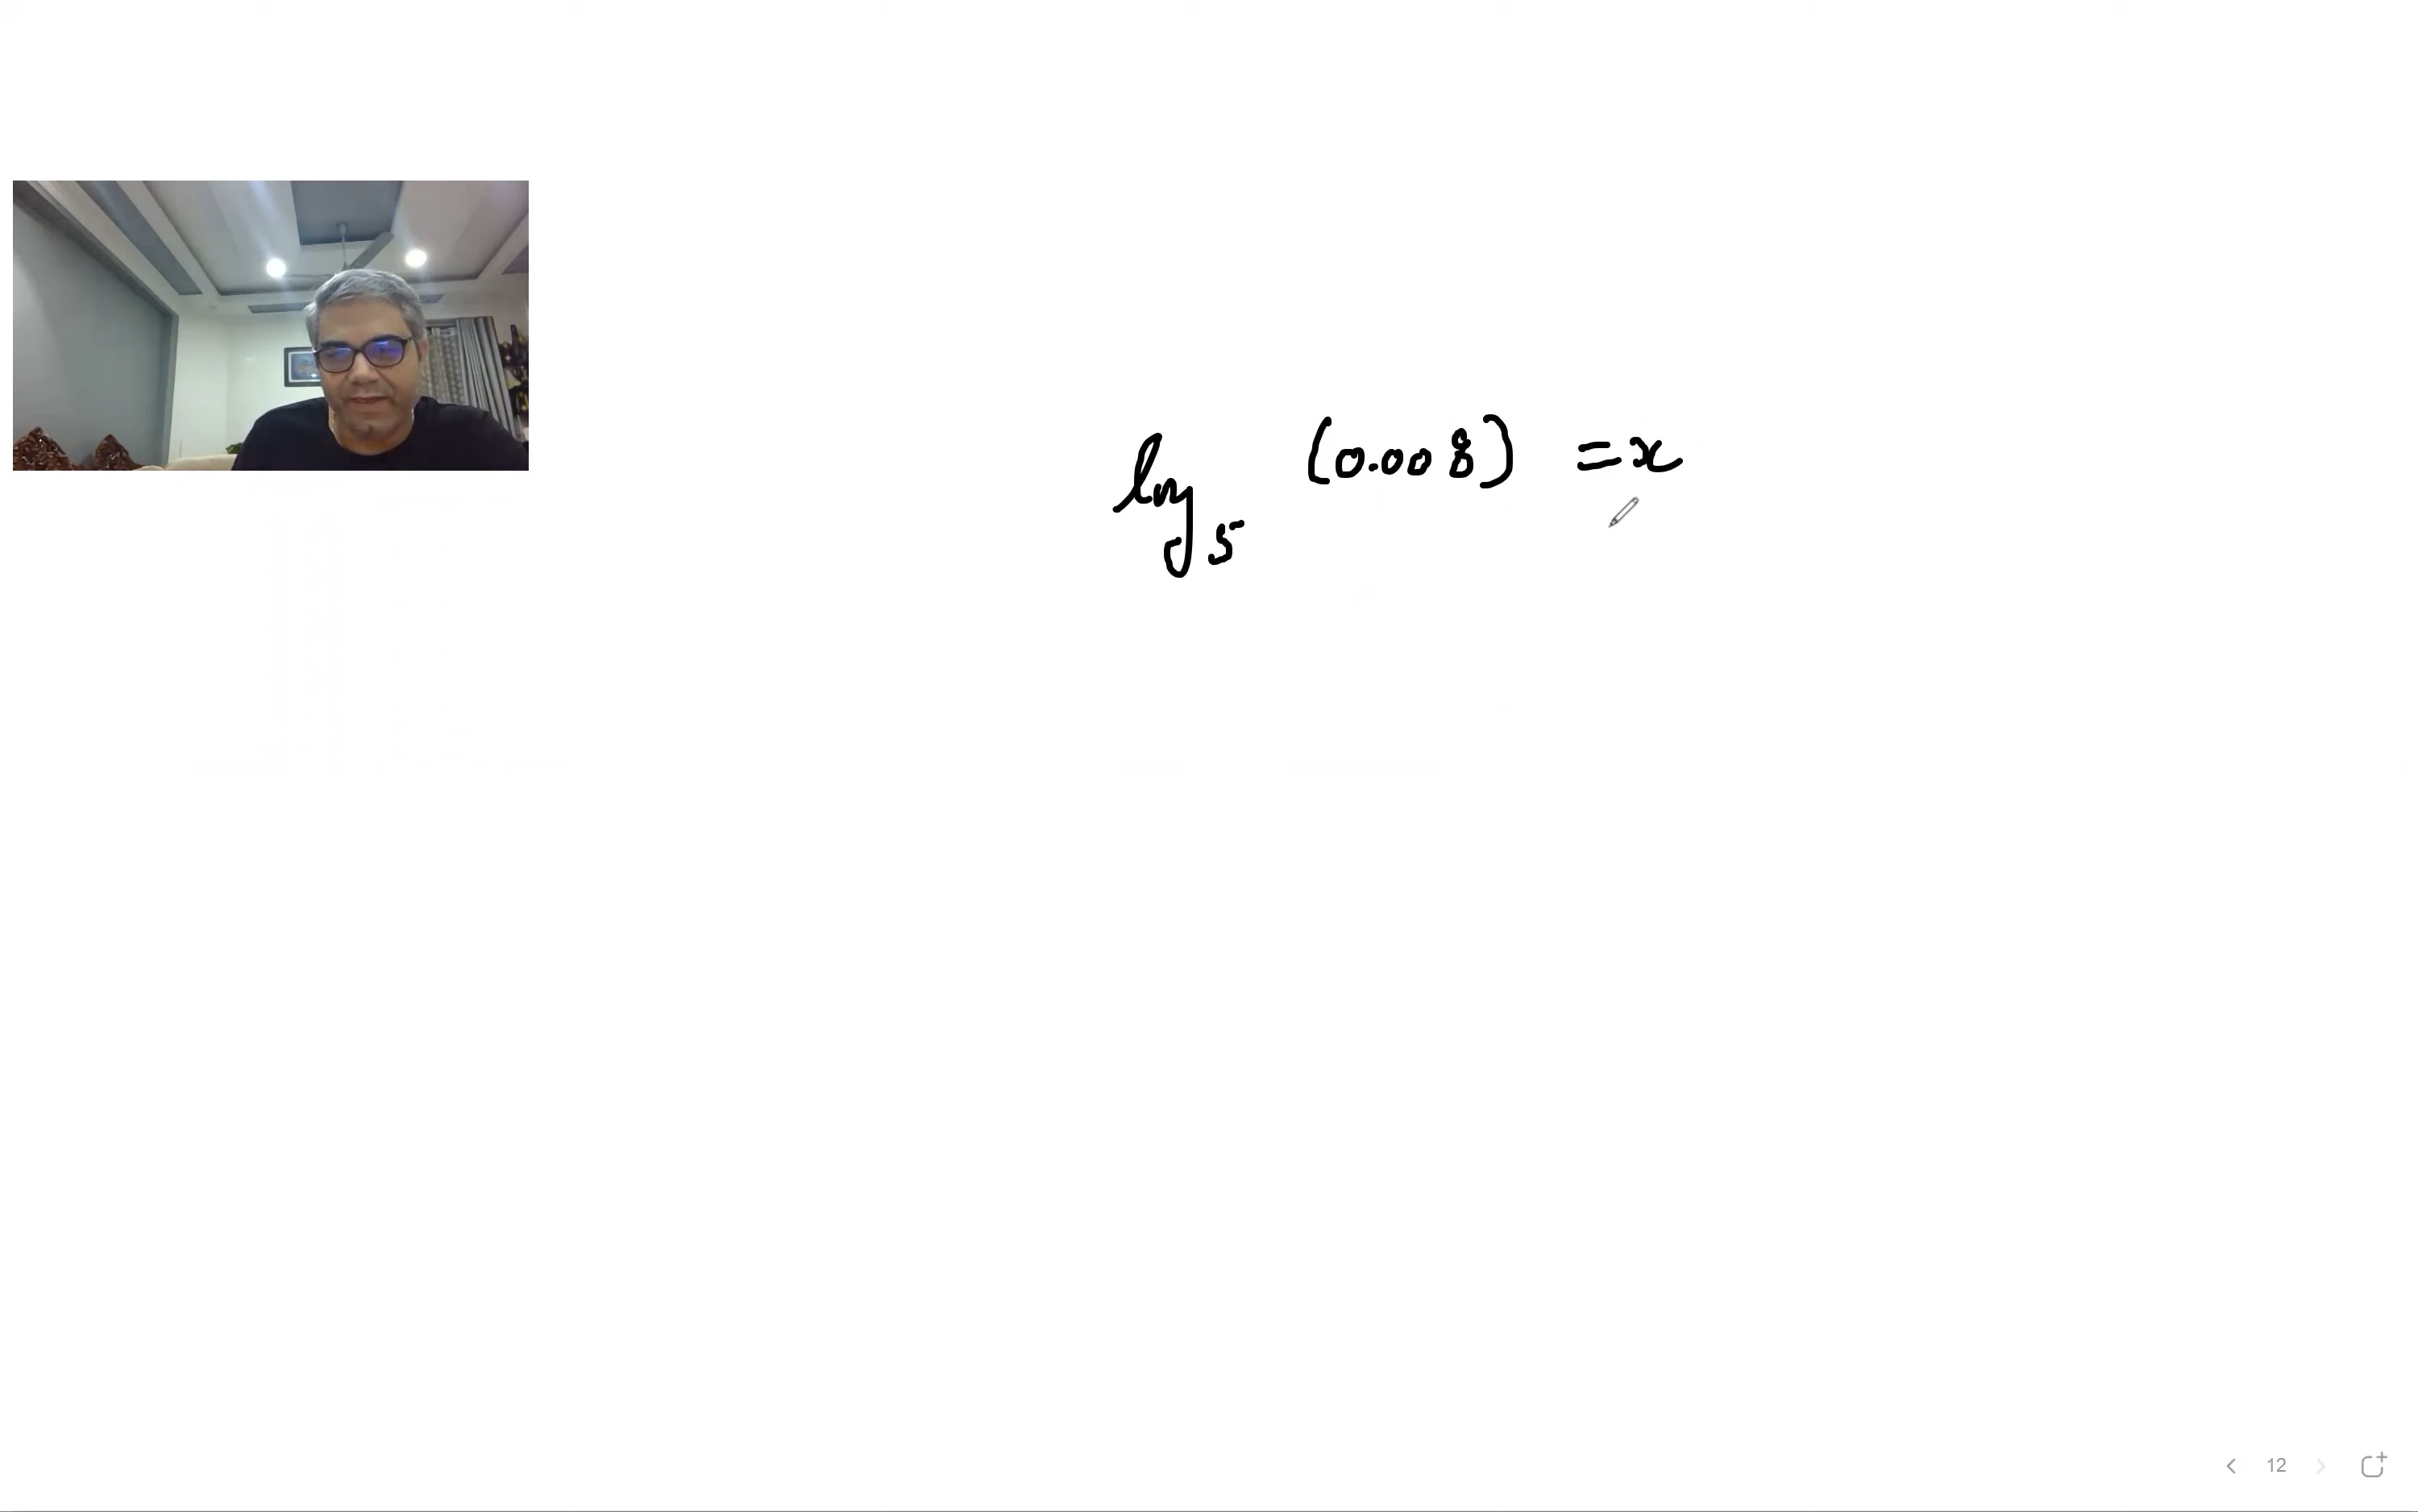 log₅ (0.008) = x
12